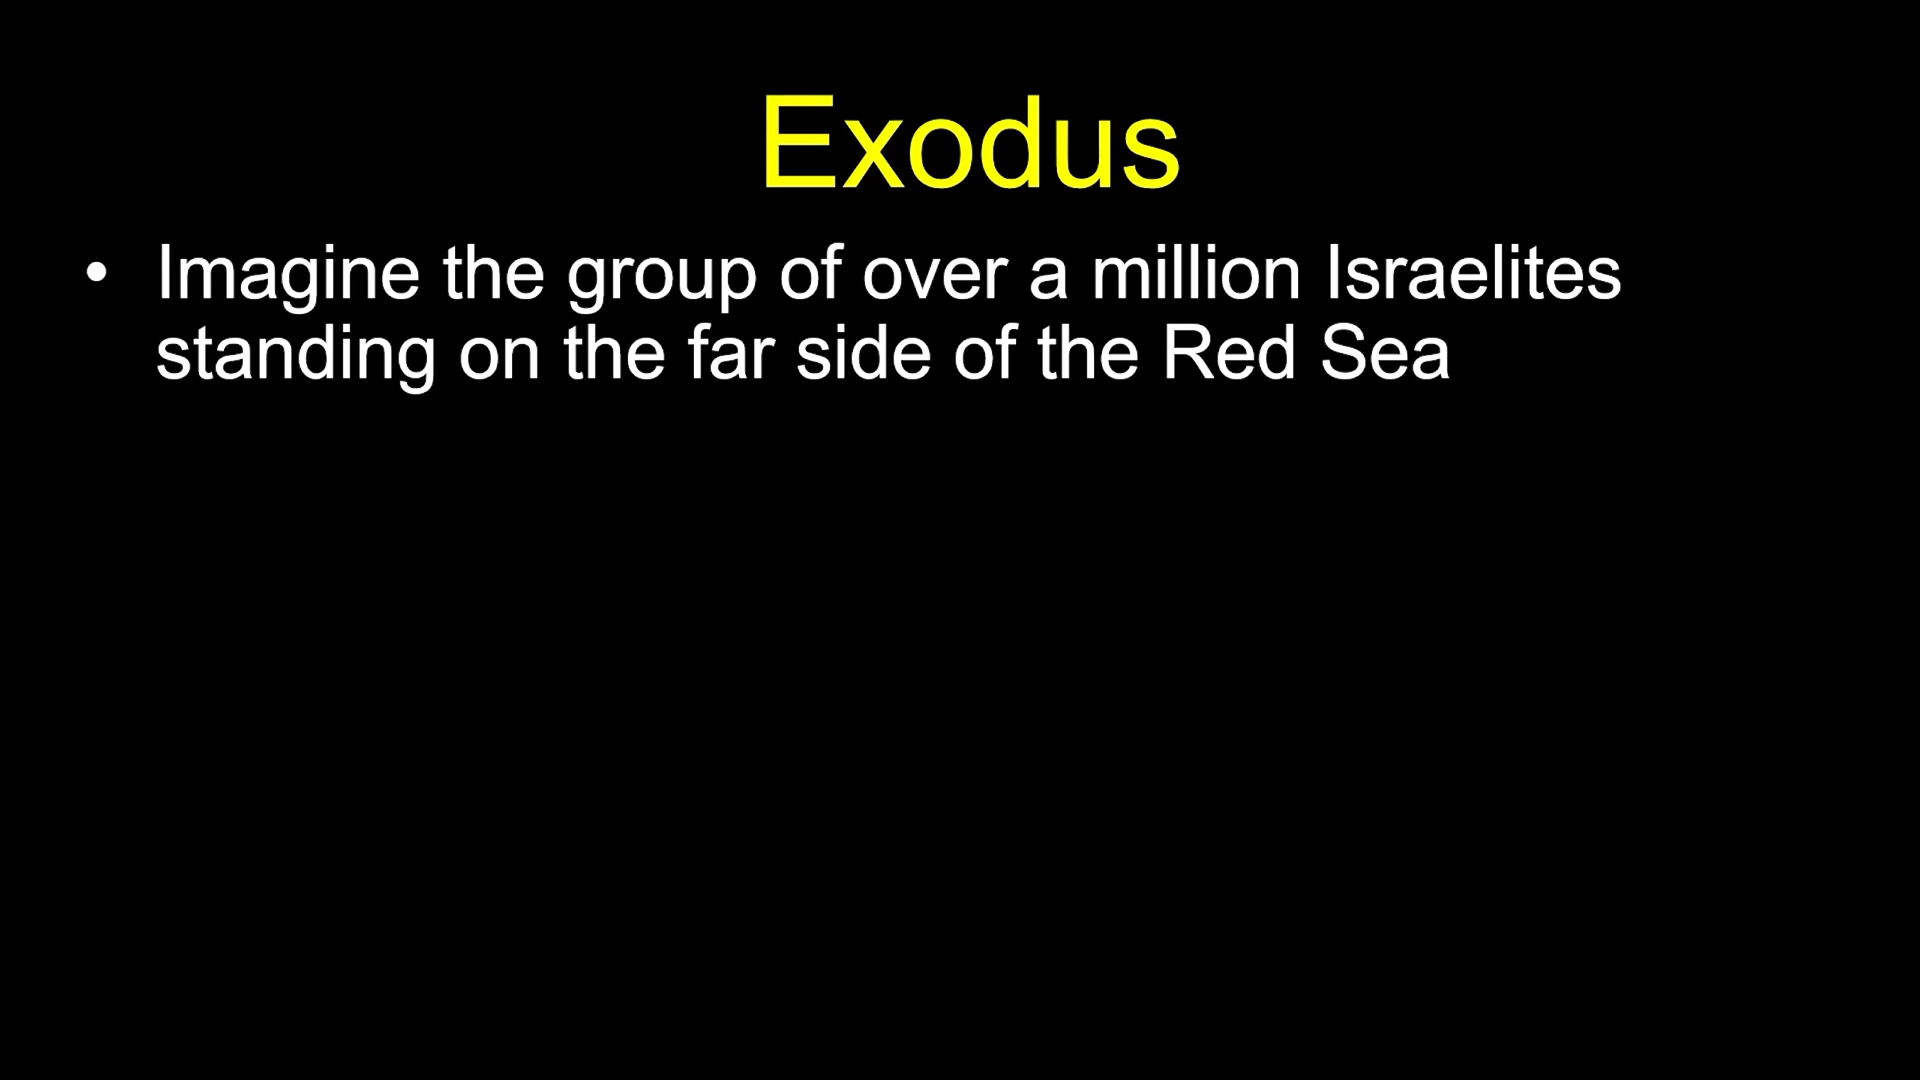 Exodus
• Imagine the group of over a million Israelites
standing on the far side of the Red Sea